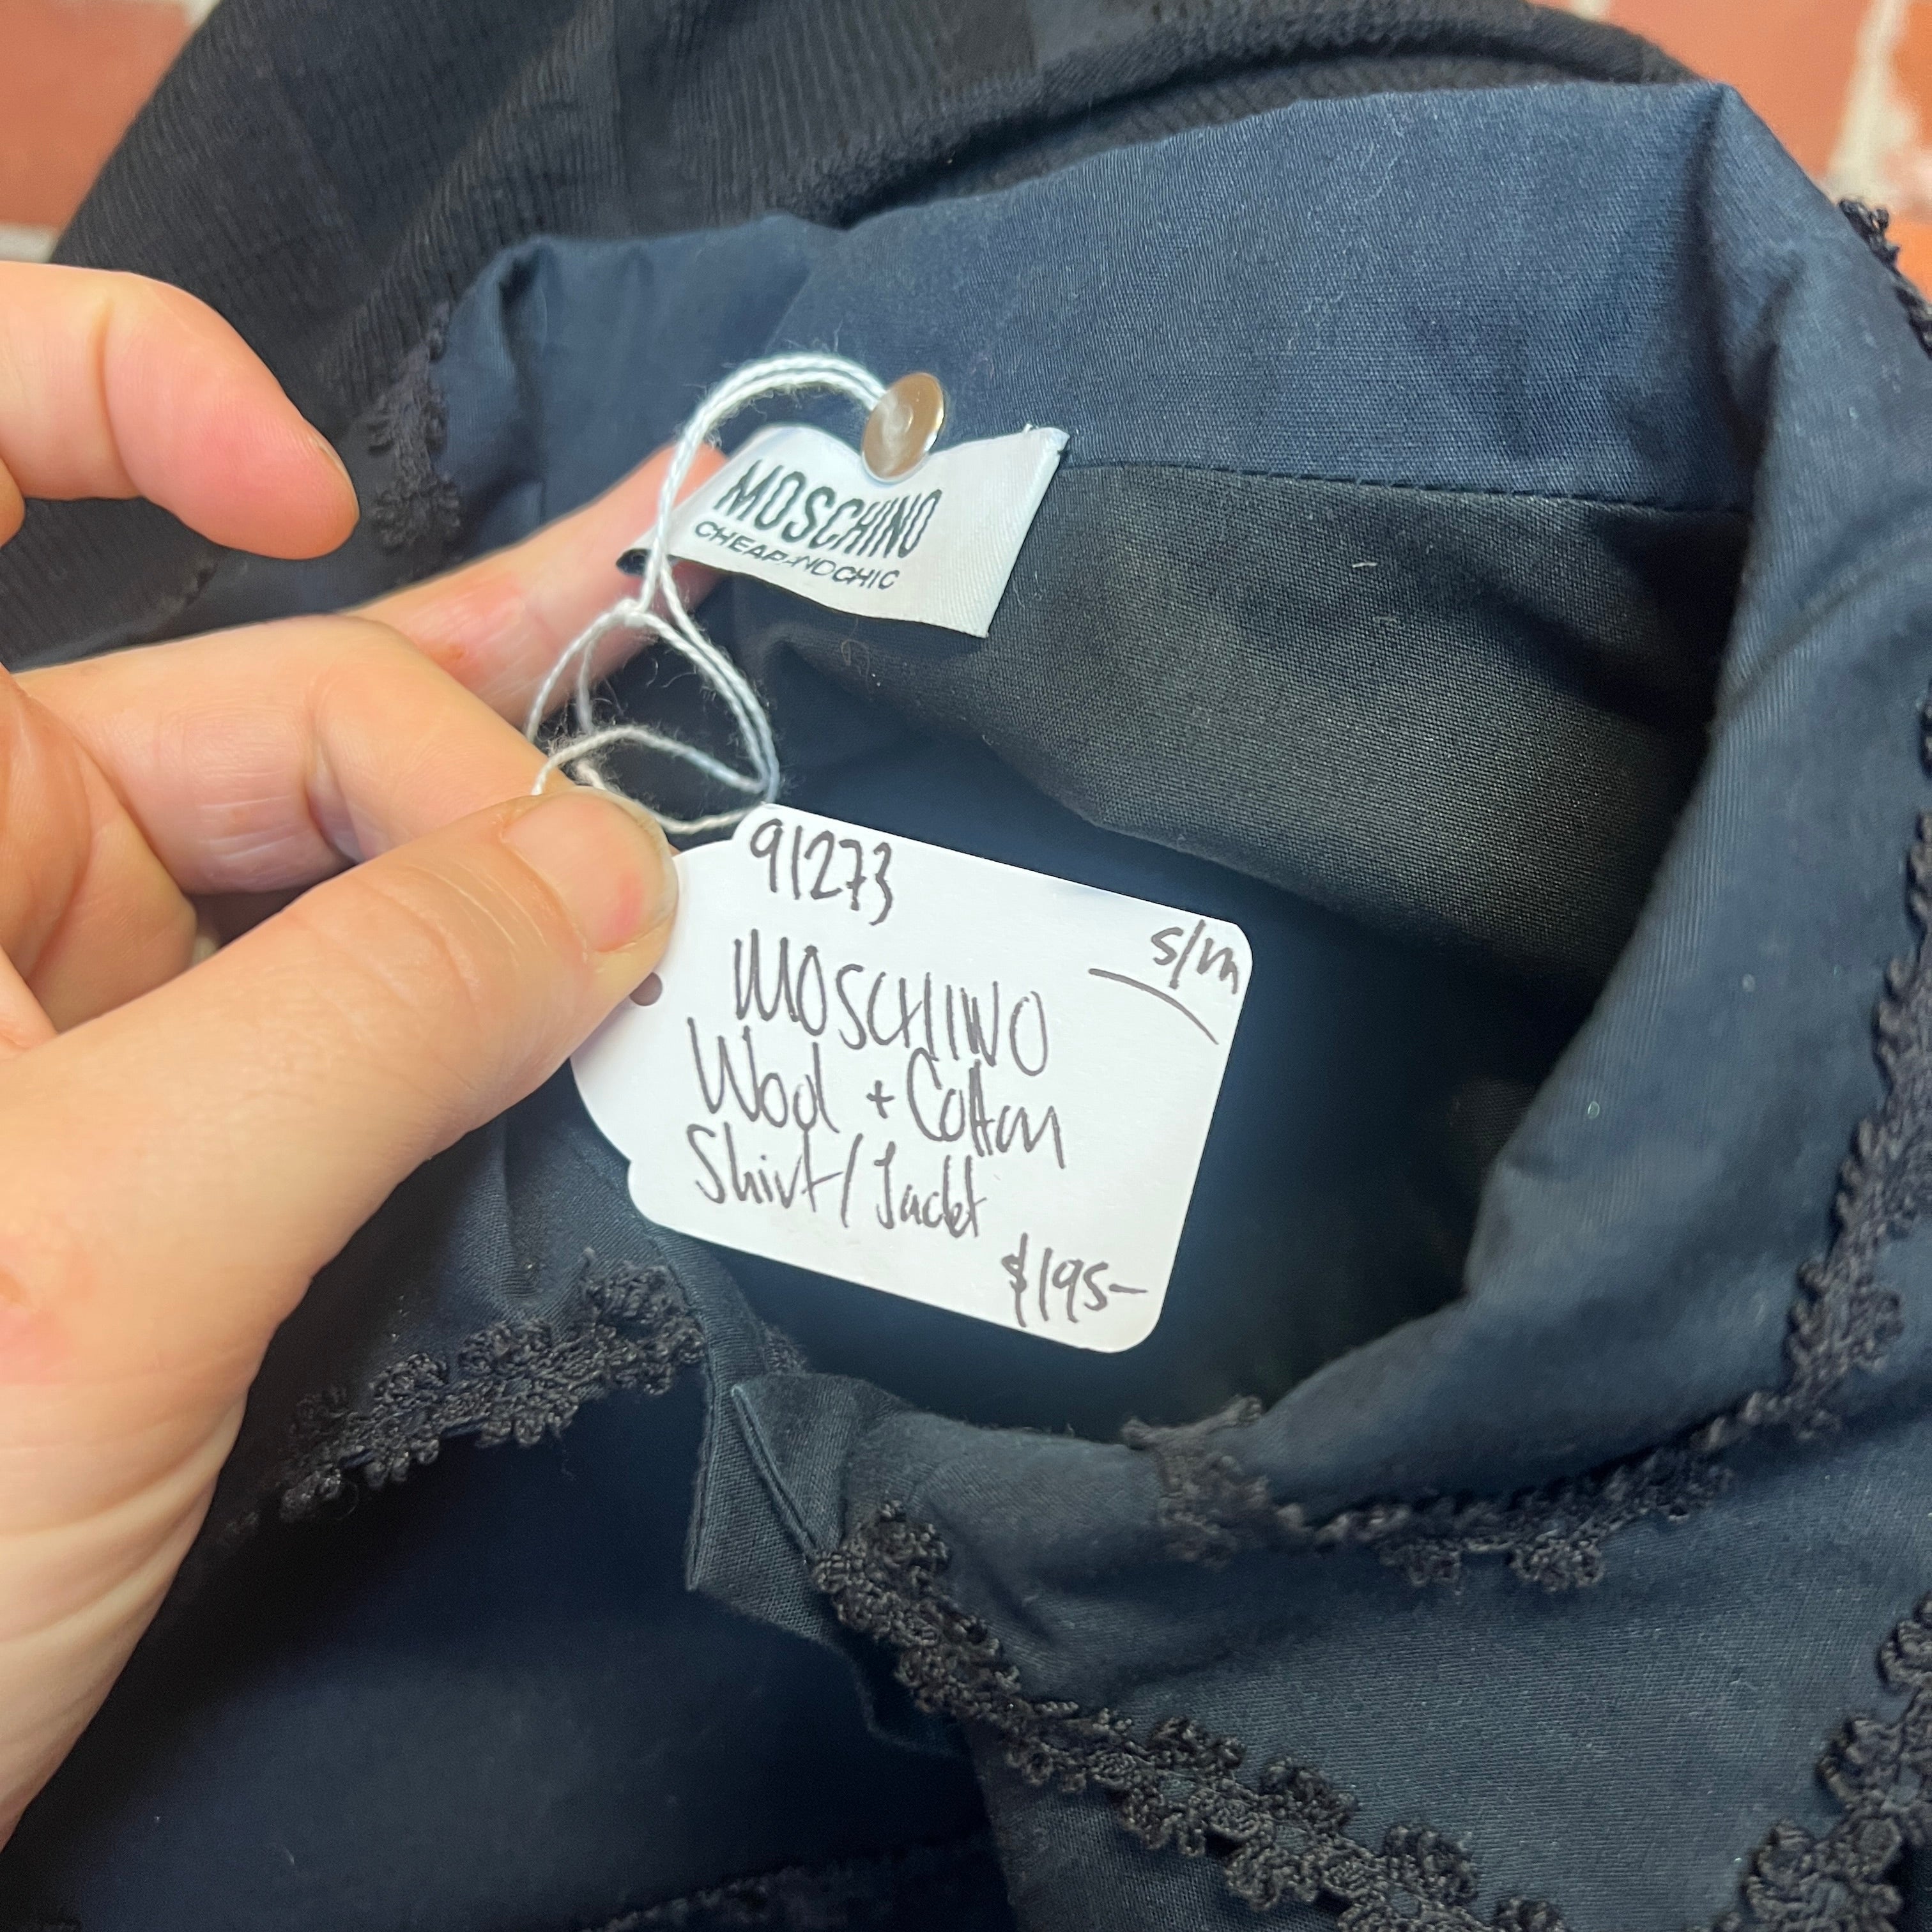 MOSCHINO
CHEAPANDCHIC
91273
S/M
MOSCHINO
Wool + Cotton
Shirt/Jacket
$195-